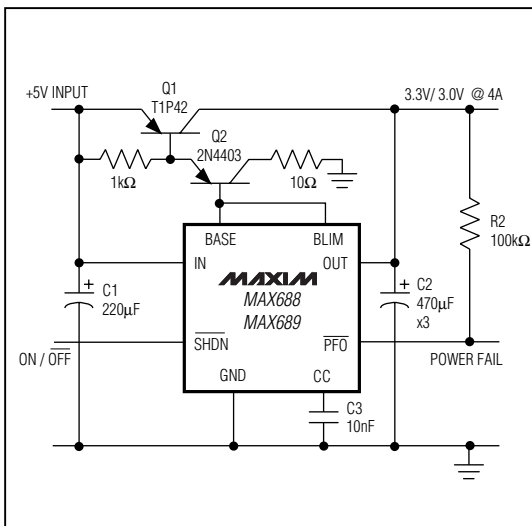 Q1
T1P42
+5V INPUT
3.3V/ 3.0V @ 4A
Q2
2N4403
1kΩ
10Ω
R2
100kΩ
BASE
BLIM
IN
OUT
MAXIM
MAX688
MAX689
C1
220µF
C2
470µF
x3
ON / OFF
SHDN
PFO
POWER FAIL
GND
CC
C3
10nF